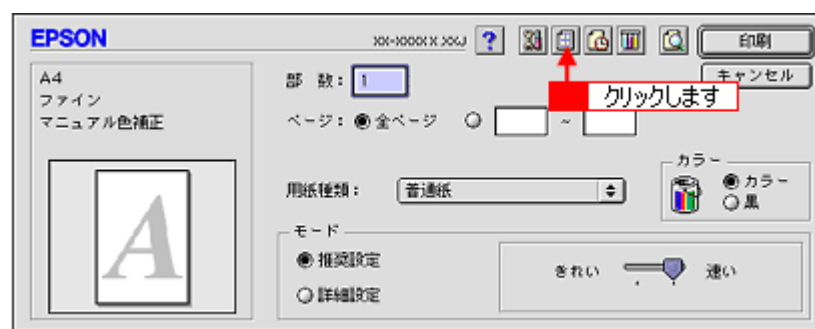 EPSON
XX-XXXXX X.XXJ
?
印刷
キャンセル
クリックします
A4
ファイン
マニュアル色補正
A
部 数:1
ページ:全ページ ~
用紙種類:普通紙
カラー
カラー
黒
モード
推奨設定
詳細設定
きれい 速い